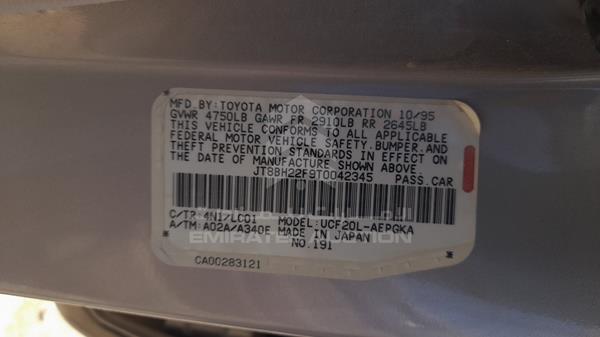 MFD BY: TOYOTA MOTOR CORPORATION 10/95
GVWR 4750LB GAWR FR 2910LB RR 2645LB
THIS VEHICLE CONFORMS TO ALL APPLICABLE
FEDERAL MOTOR VEHICLE SAFETY, BUMPER, AND
THEFT PREVENTION STANDARDS IN EFFECT ON
THE DATE OF MANUFACTURE SHOWN ABOVE.
JT8BH22F9T0042345 PASS.CAR
C/TR: 4N1/LC01 MODEL: UCF20L-AEPGKA
A/TM: A02A/A340E MADE IN JAPAN
EMIRATES AUCTION
NO.191
CA00283121